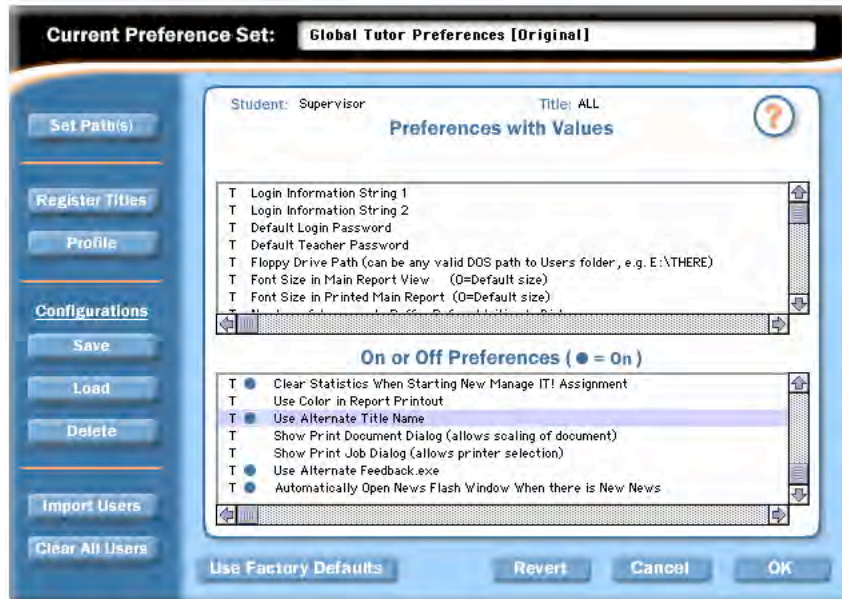 Current Preference Set: Global Tutor Preferences [Original]
Student: Supervisor Title: ALL
?
Preferences with Values
Set Path(s)
Register Titles
Profile
Configurations
Save
Load
Delete
Import Users
Clear All Users
T Login Information String 1
T Login Information String 2
T Default Login Password
T Default Teacher Password
T Floppy Drive Path (can be any valid DOS path to Users folder, e.g. E:\THERE)
T Font Size in Main Report View (0=Default size)
T Font Size in Printed Main Report (0=Default size)
On or Off Preferences ( ● = On )
T ● Clear Statistics When Starting New Manage IT! Assignment
T Use Color in Report Printout
T ● Use Alternate Title Name
T Show Print Document Dialog (allows scaling of document)
T Show Print Job Dialog (allows printer selection)
T ● Use Alternate Feedback.exe
T ● Automatically Open News Flash Window When there is New News
Use Factory Defaults Revert Cancel OK